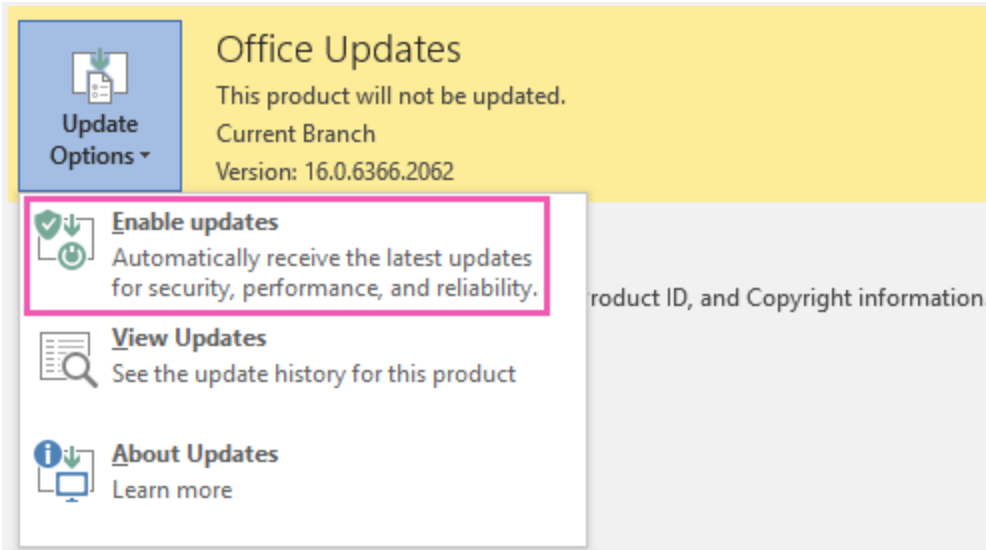 Office Updates
This product will not be updated.
Update
Options
Current Branch
Version: 16.0.6366.2062
Enable updates
Automatically receive the latest updates
for security, performance, and reliability.
roduct ID, and Copyright information.
View Updates
See the update history for this product
About Updates
Learn more